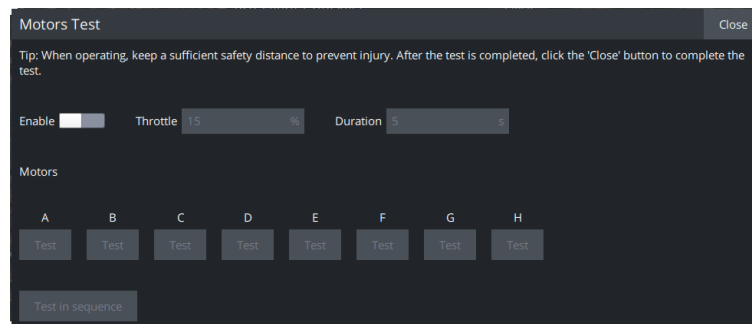 Motors Test Close
Tip: When operating, keep a sufficient safety distance to prevent injury. After the test is completed, click the 'Close' button to complete the
test.
Enable Throttle 15 % Duration 5 s
Motors
A B C D E F G H
Test Test Test Test Test Test Test Test
Test in sequence